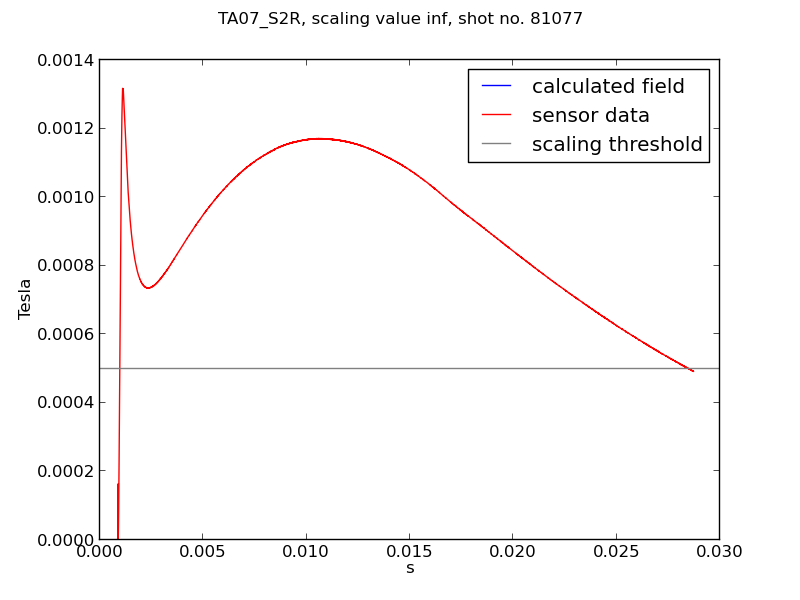 TA07_S2R, scaling value inf, shot no. 81077
0.0014
0.0012
0.0010
0.0008
0.0006
0.0004
0.0002
0.0000
Tesla
calculated field
sensor data
scaling threshold
0.000
0.005
0.010
0.015
0.020
0.025
0.030
s